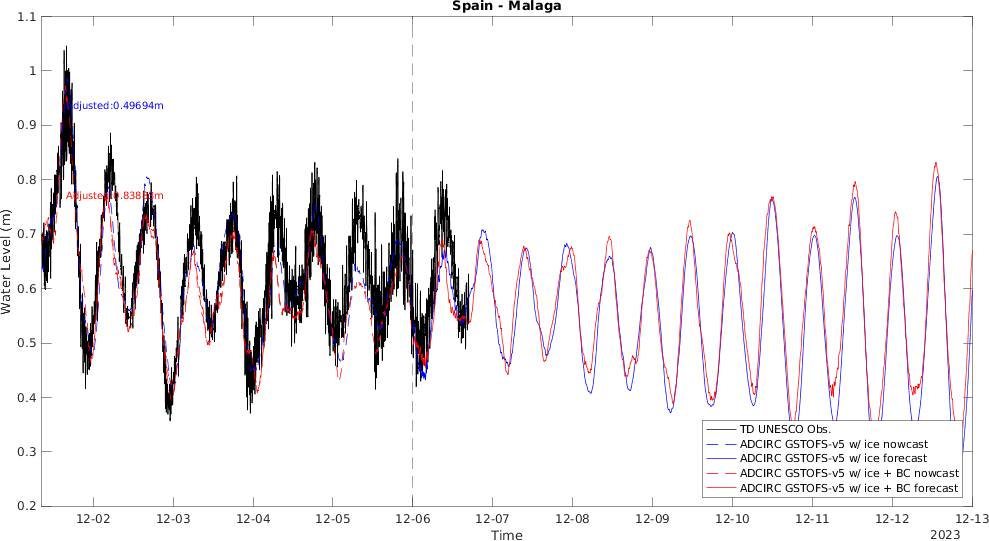 Spain - Malaga
1.1
1
0.9
0.8
0.7
0.6
0.5
0.4
0.3
0.2
Water Level (m)
Adjusted:0.49694m
TD UNESCO Obs.
ADCIRC GSTOFS-v5 w/ ice nowcast
ADCIRC GSTOFS-v5 w/ ice forecast
ADCIRC GSTOFS-v5 w/ ice + BC nowcast
ADCIRC GSTOFS-v5 w/ ice + BC forecast
12-02 12-03 12-04 12-05 12-06 12-07 12-08 12-09 12-10 12-11 12-12 12-13
Time
2023